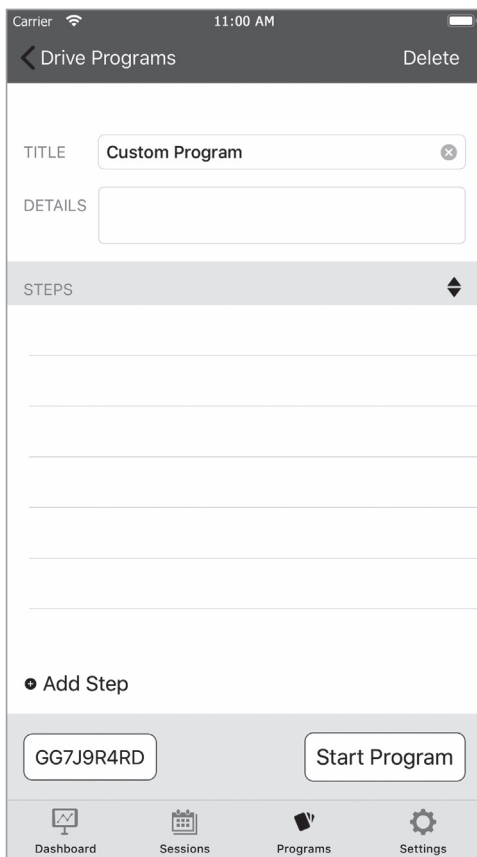 Carrier 11:00 AM
Drive Programs Delete
TITLE Custom Program
DETAILS
STEPS
Add Step
GG7J9R4RD Start Program
Dashboard Sessions Programs Settings